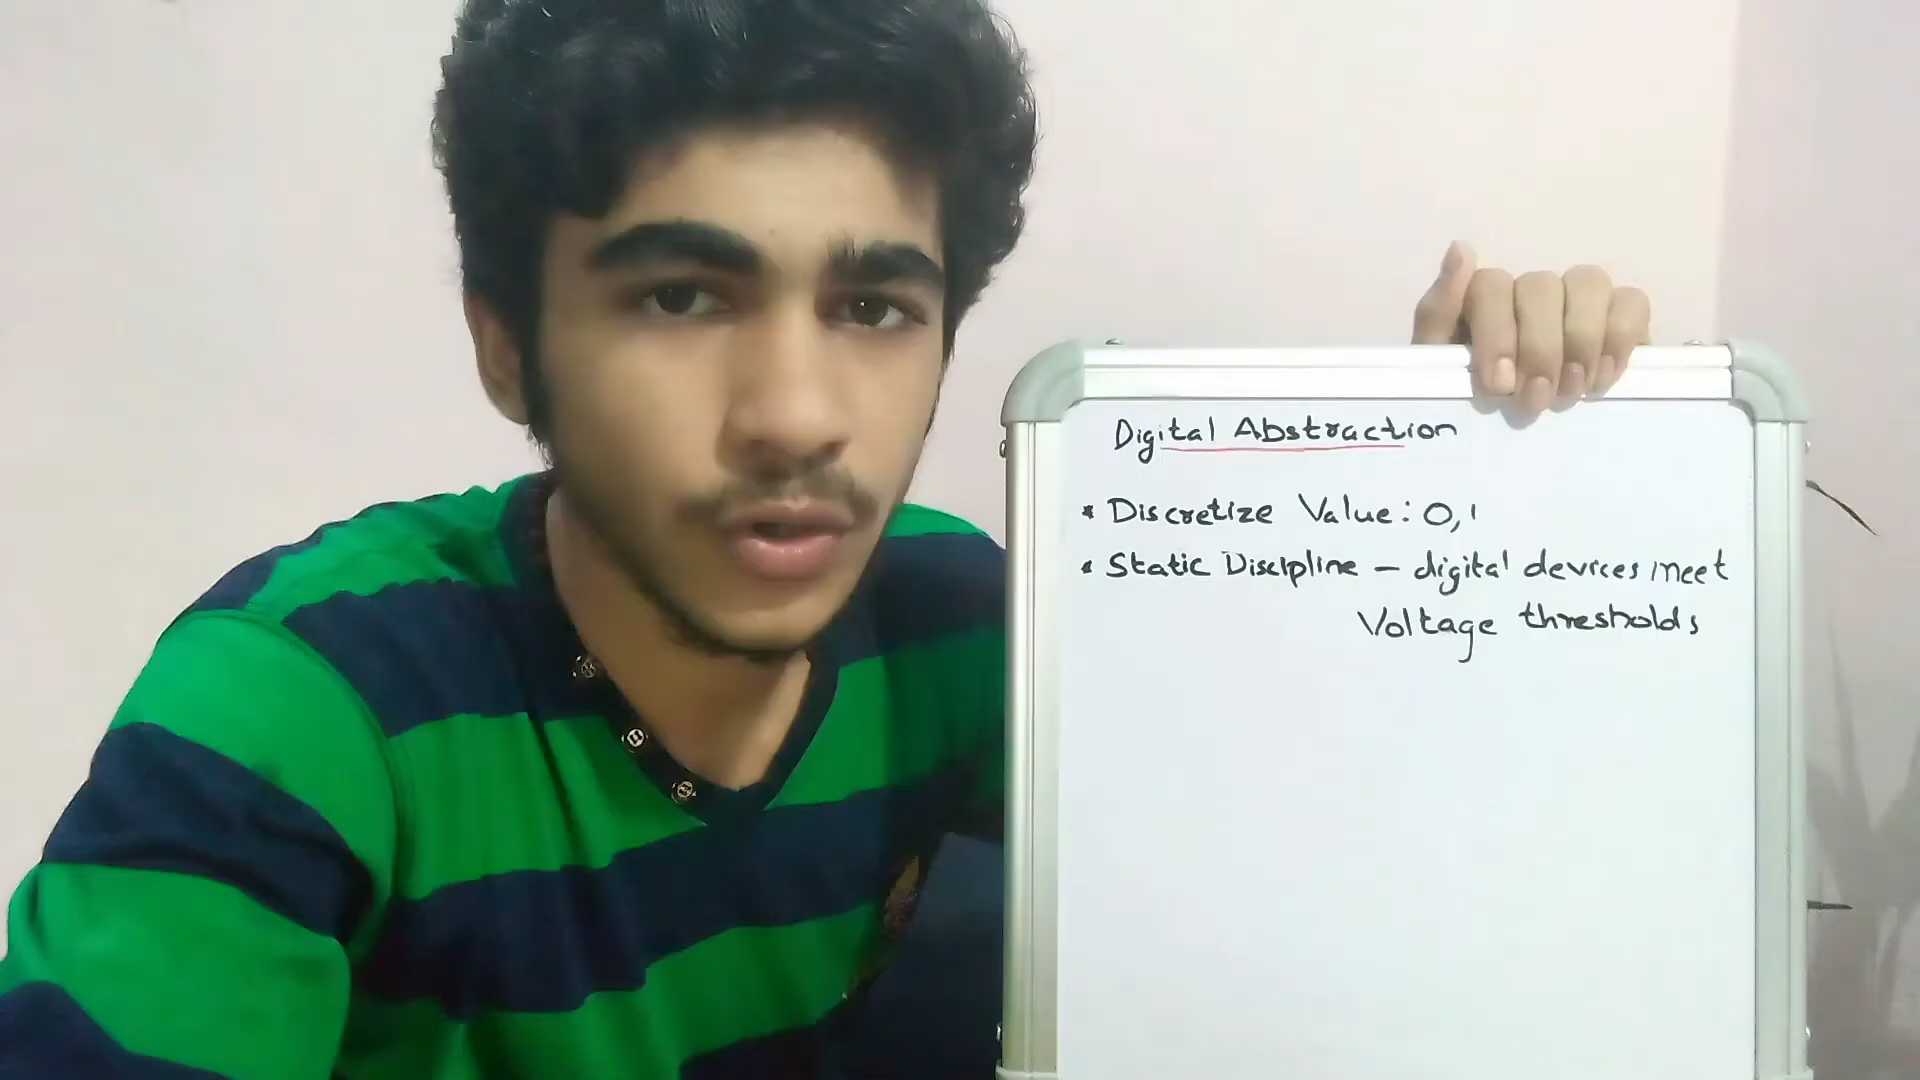 Digital Abstraction
* Discretize Value: 0,1
* Static Discipline – digital devices meet
Voltage thresholds